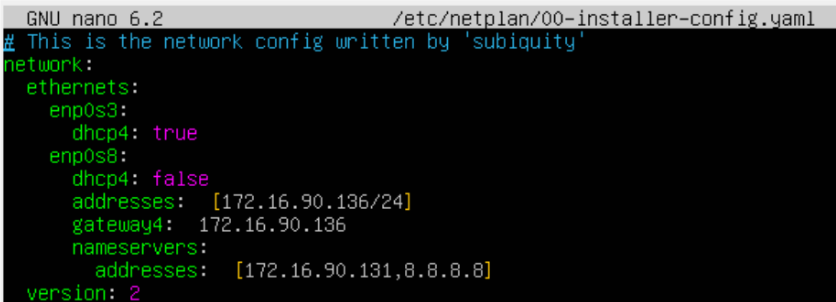 GNU nano 6.2 /etc/netplan/00-installer-config.yaml
# This is the network config written by 'subiquity'
network:
  ethernets:
    enp0s3:
      dhcp4: true
    enp0s8:
      dhcp4: false
      addresses:  [172.16.90.136/24]
      gateway4:  172.16.90.136
      nameservers:
        addresses:  [172.16.90.131,8.8.8.8]
  version: 2